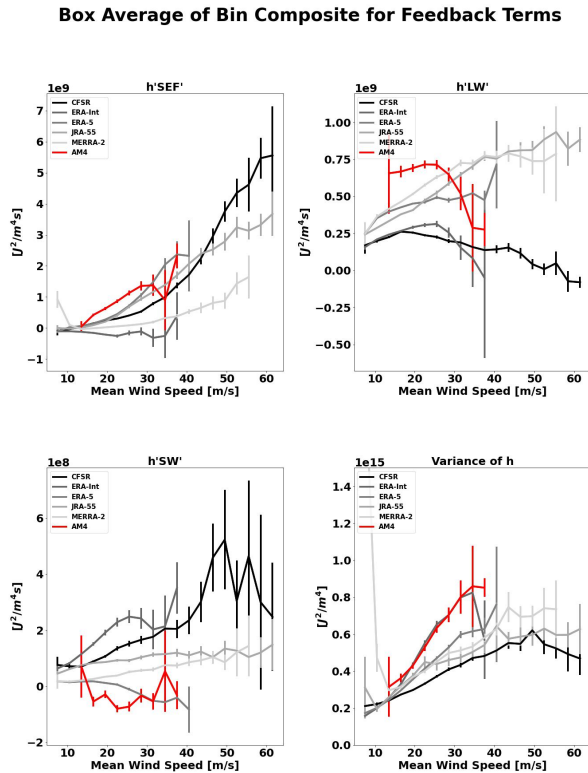 Box Average of Bin Composite for Feedback Terms
1e9
h'SEF'
CFSR
ERA-Int
ERA-5
JRA-55
MERRA-2
AM4
7
6
5
4
3
2
1
0
−1
[J²/m⁴s]
10 20 30 40 50 60
Mean Wind Speed [m/s]
1e9
h'LW'
CFSR
ERA-Int
ERA-5
JRA-55
MERRA-2
AM4
1.00
0.75
0.50
0.25
0.00
−0.25
−0.50
[J²/m⁴s]
10 20 30 40 50 60
Mean Wind Speed [m/s]
1e8
h'SW'
CFSR
ERA-Int
ERA-5
JRA-55
MERRA-2
AM4
6
4
2
0
−2
[J²/m⁴s]
10 20 30 40 50 60
Mean Wind Speed [m/s]
1e15
Variance of h
CFSR
ERA-Int
ERA-5
JRA-55
MERRA-2
AM4
1.4
1.2
1.0
0.8
0.6
0.4
0.2
0.0
[J²/m⁴]
10 20 30 40 50 60
Mean Wind Speed [m/s]